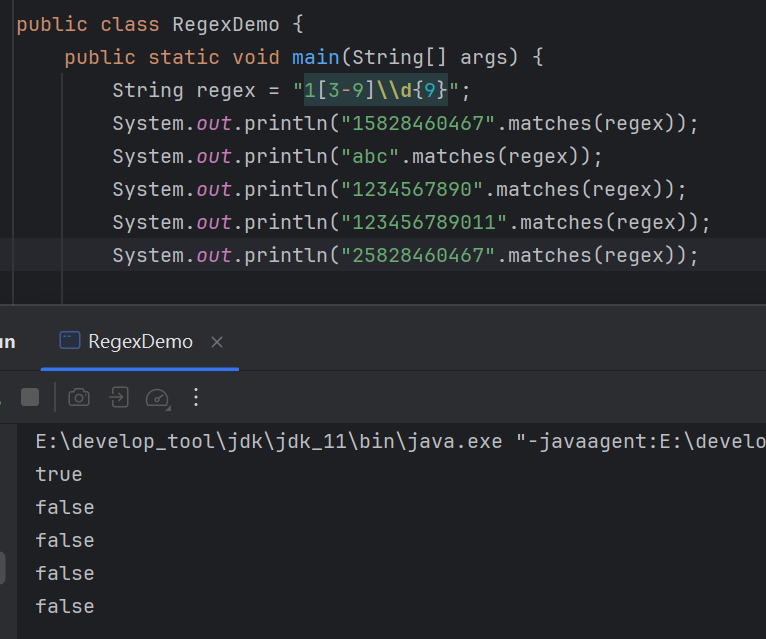 public class RegexDemo {
public static void main(String[] args) {
String regex = "1[3-9]\\d{9}";
System.out.println("15828460467".matches(regex));
System.out.println("abc".matches(regex));
System.out.println("1234567890".matches(regex));
System.out.println("123456789011".matches(regex));
System.out.println("25828460467".matches(regex));
un RegexDemo
E:\develop_tool\jdk\jdk_11\bin\java.exe "-javaagent:E:\develo
true
false
false
false
false